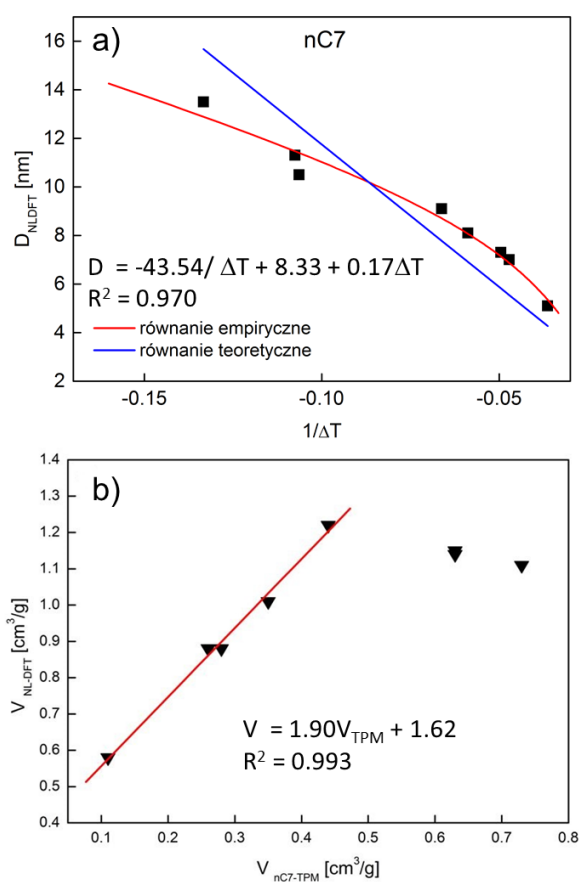 a)
nC7
16
14
12
10
8
6
4
2
D_NLDFT [nm]
D = -43.54/ ΔT + 8.33 + 0.17ΔT
R² = 0.970
równanie empiryczne
równanie teoretyczne
-0.15
-0.10
-0.05
1/ΔT
b)
1.4
1.3
1.2
1.1
1.0
0.9
0.8
0.7
0.6
0.5
0.4
V NL-DFT [cm³/g]
V = 1.90V_TPM + 1.62
R² = 0.993
0.1
0.2
0.3
0.4
0.5
0.6
0.7
0.8
V nC7-TPM [cm³/g]